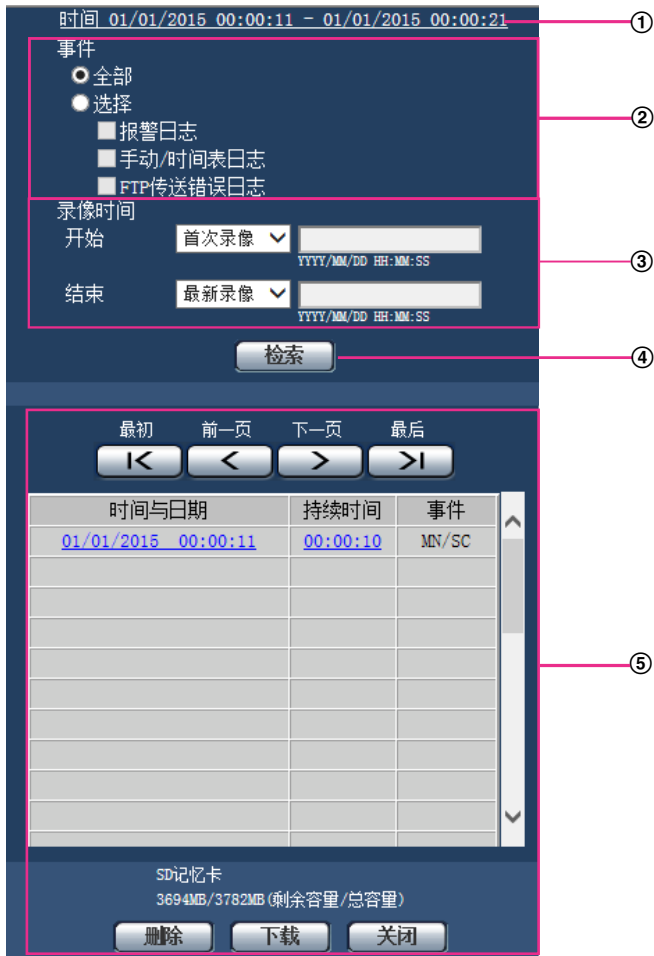 时间 01/01/2015 00:00:11 - 01/01/2015 00:00:21 ①
事件
全部
选择 ②
报警日志
手动/时间表日志
FTP传送错误日志
录像时间
开始 首次录像
YYYY/MM/DD HH:MM:SS ③
结束 最新录像
YYYY/MM/DD HH:MM:SS
检索 ④
最初 前一页 下一页 最后
时间与日期 持续时间 事件
01/01/2015 00:00:11 00:00:10 MN/SC
⑤
SD记忆卡
3694MB/3782MB(剩余容量/总容量)
删除 下载 关闭